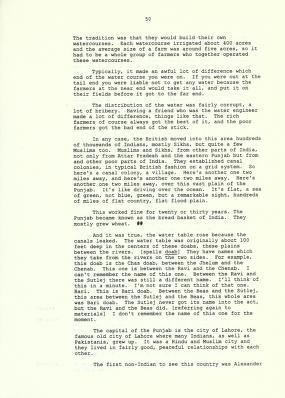 50
The tradition was that they would build their own
watercourses. Each watercourse irrigated about 400 acres
and the average size of a farm was around five acres, so it
had to be a whole group of farmers who together operated
these watercourses.
Typically, it made an awful lot of difference which
end of the water course you were on. If you were out at the
tail end you were liable not to get any water because the
farmers at the near end would take it all, and put it on
their fields before it got to the far end.
The distribution of the water was fairly corrupt, a
lot of bribery. Having a friend who was the water engineer
made a lot of difference, things like that. The rich
farmers of course always got the best of it, and the poor
farmers got the bad end of the stick.
In any case, the British moved into this area hundreds
of thousands of Indians, mostly Sikhs, but quite a few
Muslims too. Muslims and Sikhs, from other parts of India,
not only from Uttar Pradesh and the eastern Punjab but from
and other poor parts of India. They established canal
colonies, in typical British fashion on a grid system so
here's a canal colony, a village. Here's another one two
miles away, and here's another one two miles away. Here's
another one two miles away, over this vast plain of the
Punjab. It's like driving over the ocean. It's flat, a sea
of green, not blue, green. It's a remarkable sight, hundred
of miles of flat country, flat flood plain.
This worked fine for twenty or thirty years. The
Punjab became known as the bread basket of India. They
mostly grew wheat. ##
And it was true, the water table rose because the
canals leaked. The water table was originally about 100
feet deep in the centers of these doabs, these plains
between the rivers. [spells doab] They have names and
they take from the rivers on the two sides. For example,
this doab is the Chan doab, between the Jhelum and the
Chenab. This one is between the Ravi and the Chenab. I
can't remember the name of this one. Between the Ravi and
the Sutlej there was still a different name. I'll think of
this in a minute. I'm not sure I can think of that one.
Bari. This is Bari doab. Between the Beas and the Sutlej,
this area between the Sutlej and the Beas, this whole area
was Bari doab. The Sutlej never got its name into the act,
but the Ravi and the Beas did. [referring again to
materials] I don't remember the name of this one for the
moment.
The capital of the Punjab is the city of Lahore, the
famous old city of Lahore where many Indians, as well as
Pakistanis, grew up. It was a Hindu and Muslim city and
they lived in fairly good, peaceful relationships with each
other.
The first non-Indian to see this country was Alexander